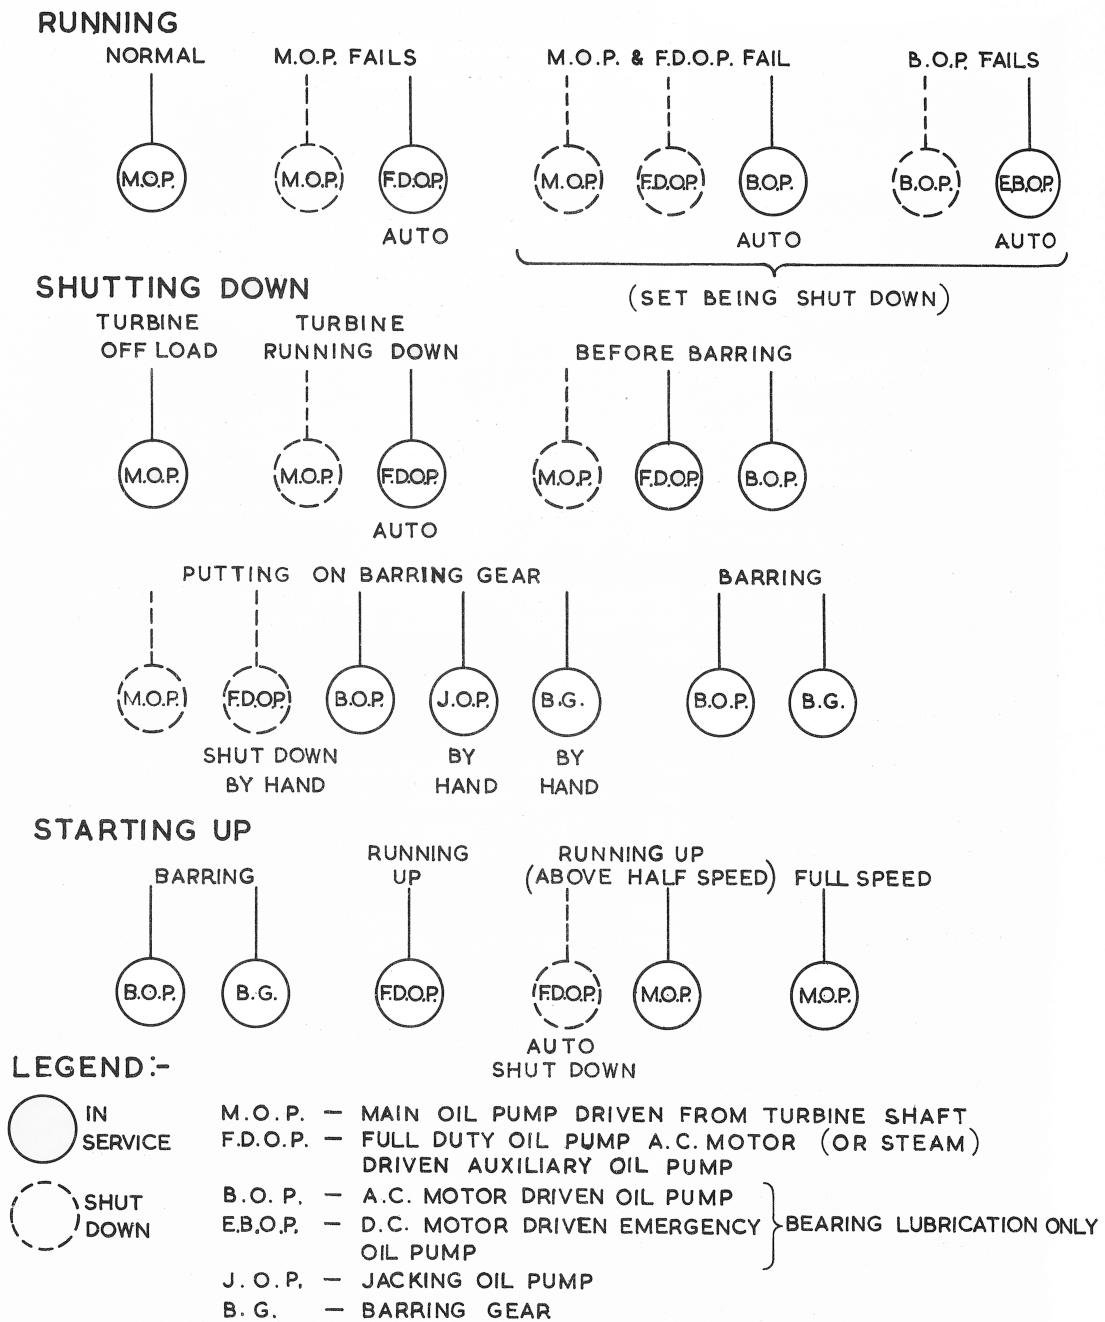 RUNNING
NORMAL M.O.P. FAILS M.O.P. & F.D.O.P. FAIL B.O.P. FAILS
M.O.P. M.O.P. F.D.O.P. M.O.P. F.D.O.P. B.O.P. B.O.P. E.B.O.P.
AUTO AUTO AUTO
(SET BEING SHUT DOWN)
SHUTTING DOWN
TURBINE TURBINE
OFF LOAD RUNNING DOWN BEFORE BARRING
M.O.P. M.O.P. F.D.O.P. M.O.P. F.D.O.P. B.O.P.
AUTO
PUTTING ON BARRING GEAR BARRING
M.O.P. F.D.O.P. B.O.P. J.O.P. B.G. B.O.P. B.G.
SHUT DOWN BY BY
BY HAND HAND HAND
STARTING UP
RUNNING RUNNING UP
BARRING UP (ABOVE HALF SPEED) FULL SPEED
B.O.P. B.G. F.D.O.P. F.D.O.P. M.O.P. M.O.P.
AUTO
SHUT DOWN
LEGEND:-
IN M.O.P. — MAIN OIL PUMP DRIVEN FROM TURBINE SHAFT
SERVICE F.D.O.P. — FULL DUTY OIL PUMP A.C. MOTOR (OR STEAM)
DRIVEN AUXILIARY OIL PUMP
SHUT B.O.P. — A.C. MOTOR DRIVEN OIL PUMP
DOWN E.B.O.P. — D.C. MOTOR DRIVEN EMERGENCY BEARING LUBRICATION ONLY
OIL PUMP
J.O.P. — JACKING OIL PUMP
B.G. — BARRING GEAR